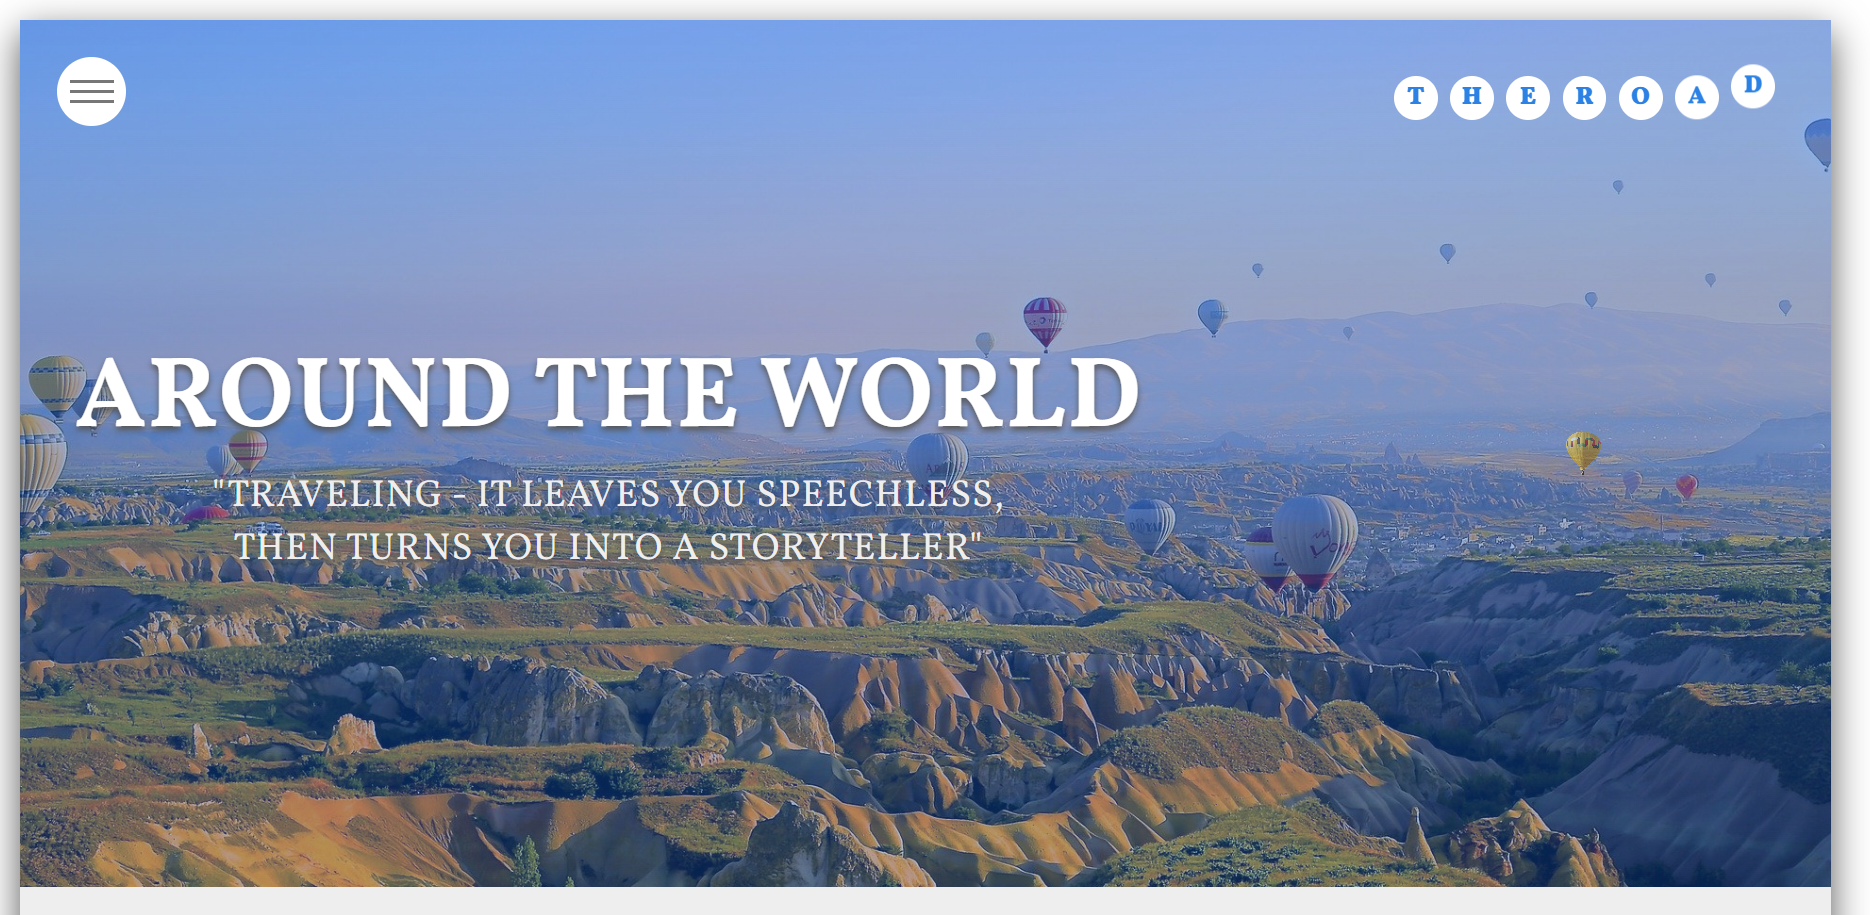 T H E R O A D
AROUND THE WORLD
"TRAVELING - IT LEAVES YOU SPEECHLESS,
THEN TURNS YOU INTO A STORYTELLER"